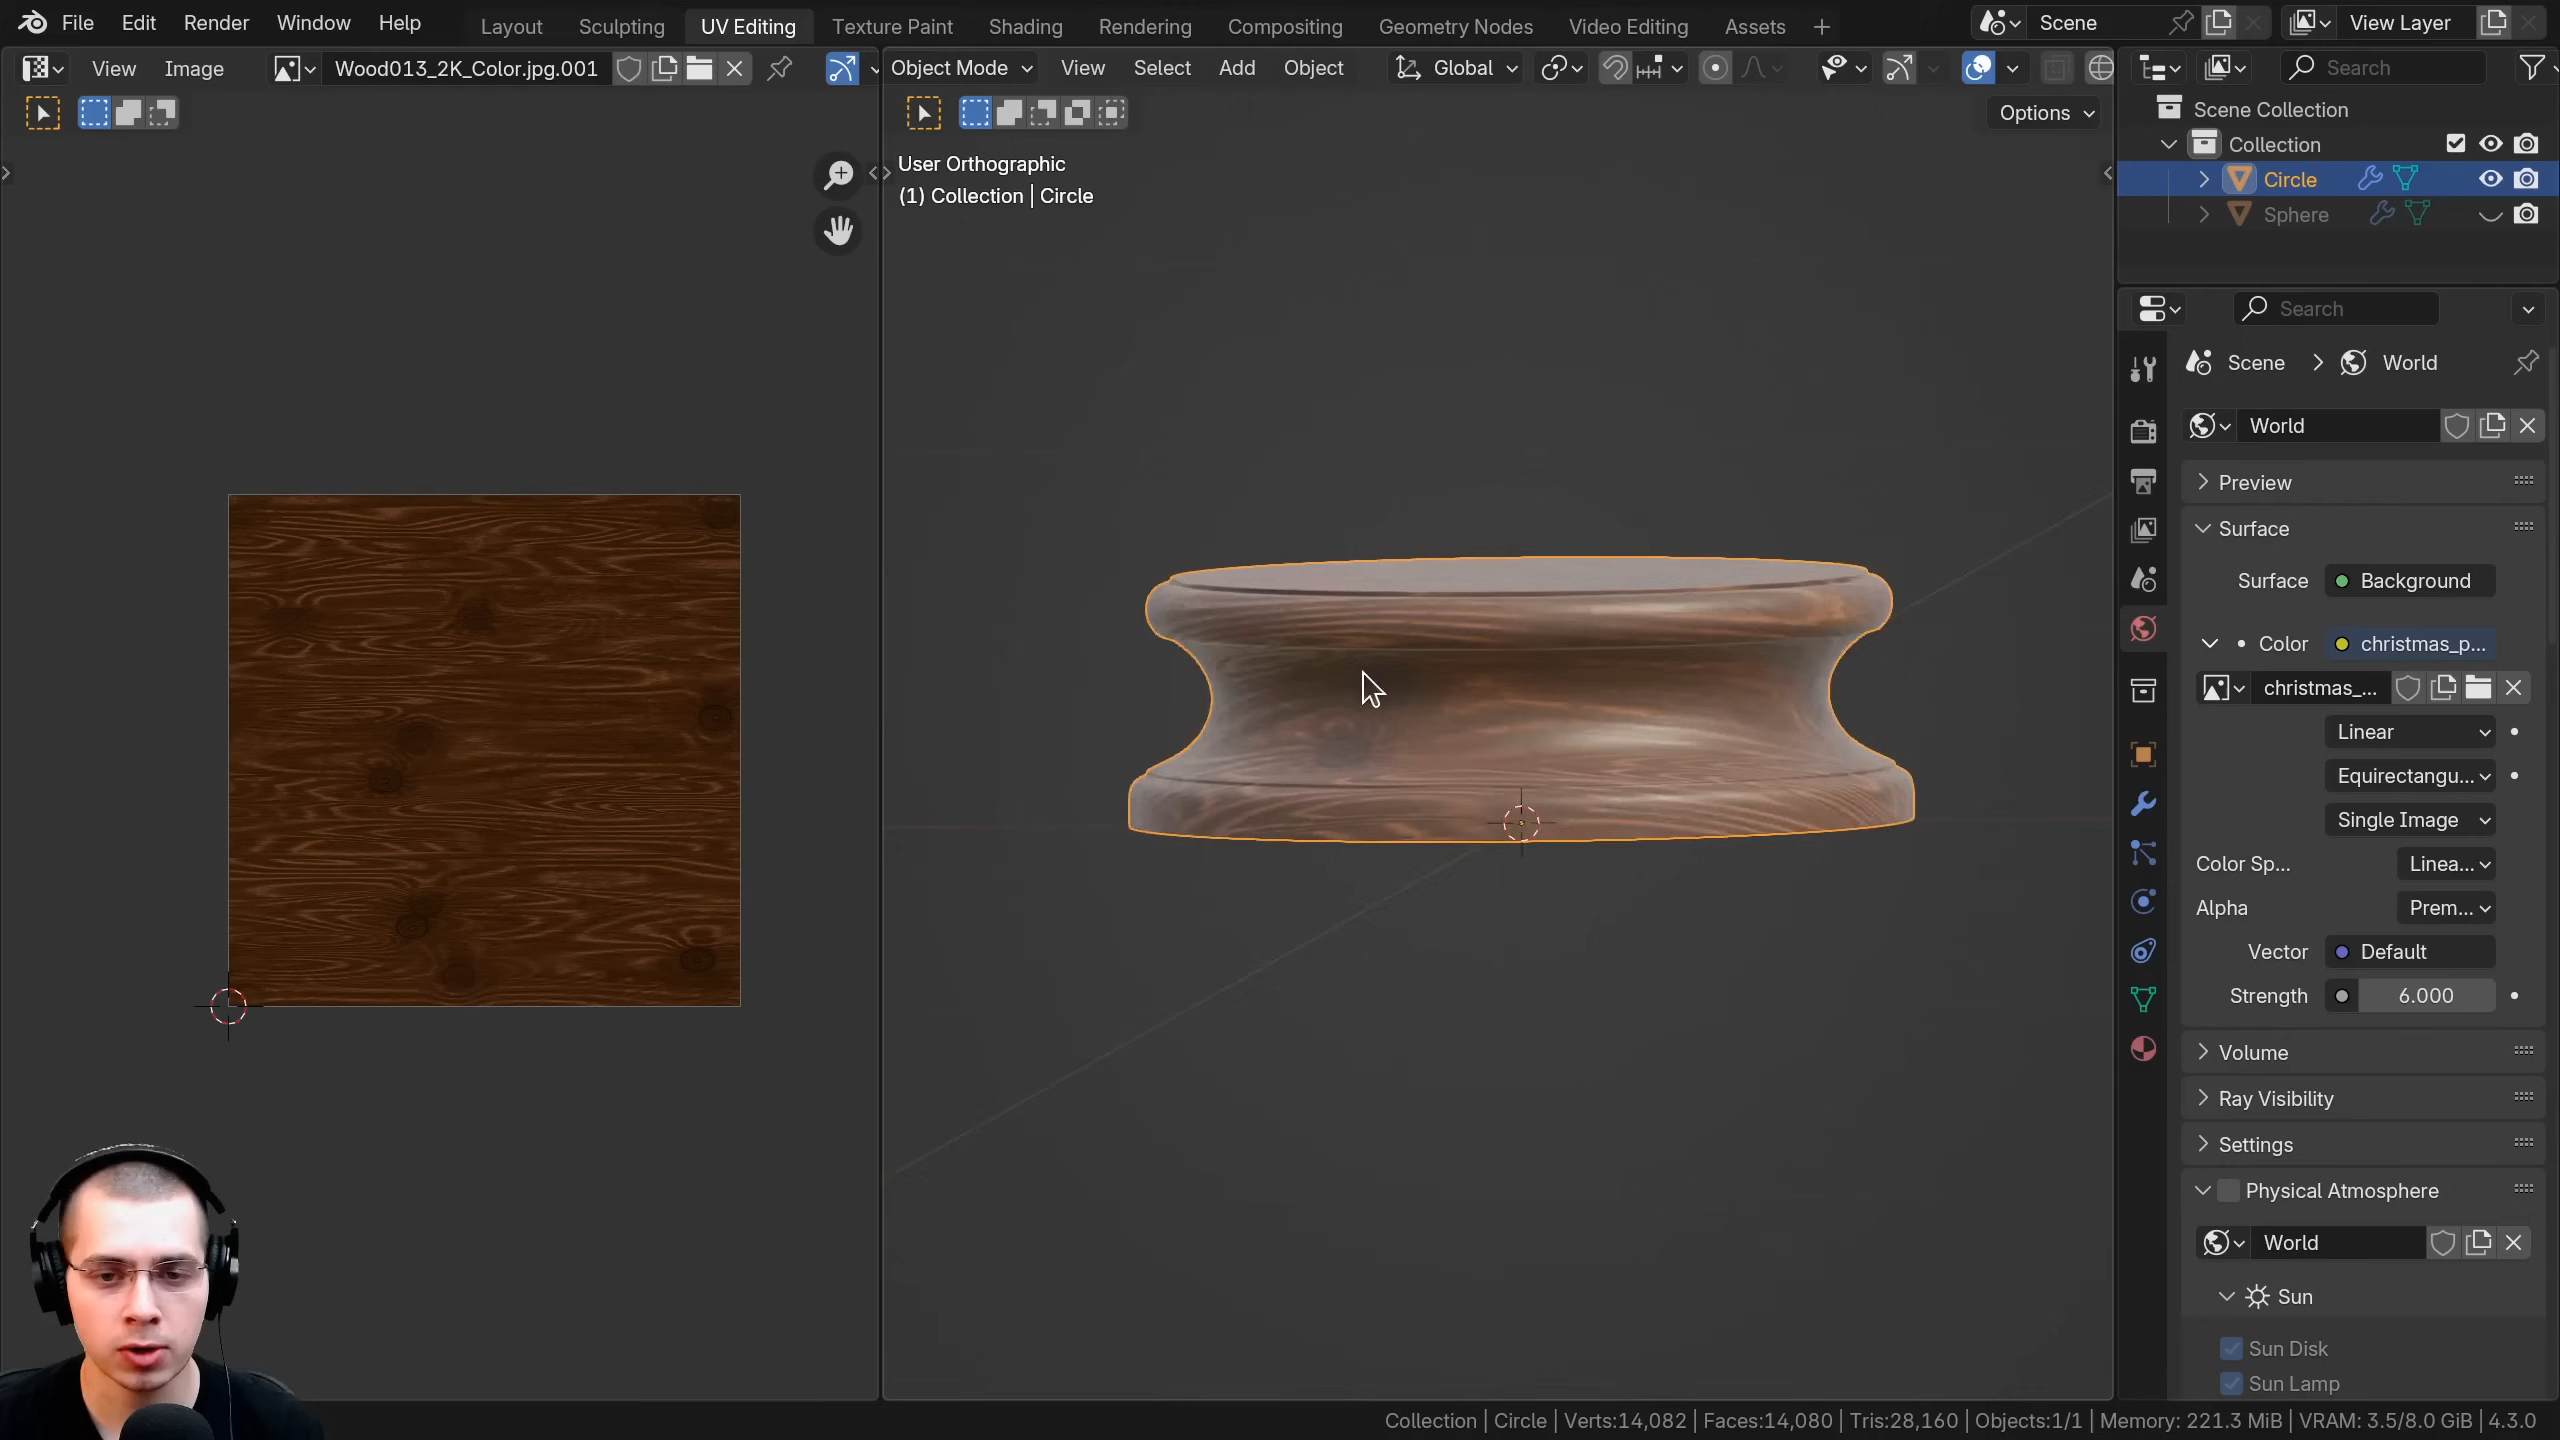 File Edit Render Window Help Layout Sculpting UV Editing Texture Paint Shading Rendering Compositing Geometry Nodes Video Editing Assets + Scene View Layer
View Image Wood013_2K_Color.jpg.001 Object Mode View Select Add Object Global Search
Options
Scene Collection
Collection
Circle
Sphere
User Orthographic
(1) Collection | Circle
Search
Scene > World
World
Preview
Surface
Surface Background
Color christmas_p...
christmas_...
Linear
Equirectangu...
Single Image
Color Sp... Linea...
Alpha Prem...
Vector Default
Strength 6.000
Volume
Ray Visibility
Settings
Physical Atmosphere
World
Sun
Sun Disk
Sun Lamp
Collection | Circle | Verts:14,082 | Faces:14,080 | Tris:28,160 | Objects:1/1 | Memory: 221.3 MiB | VRAM: 3.5/8.0 GiB | 4.3.0